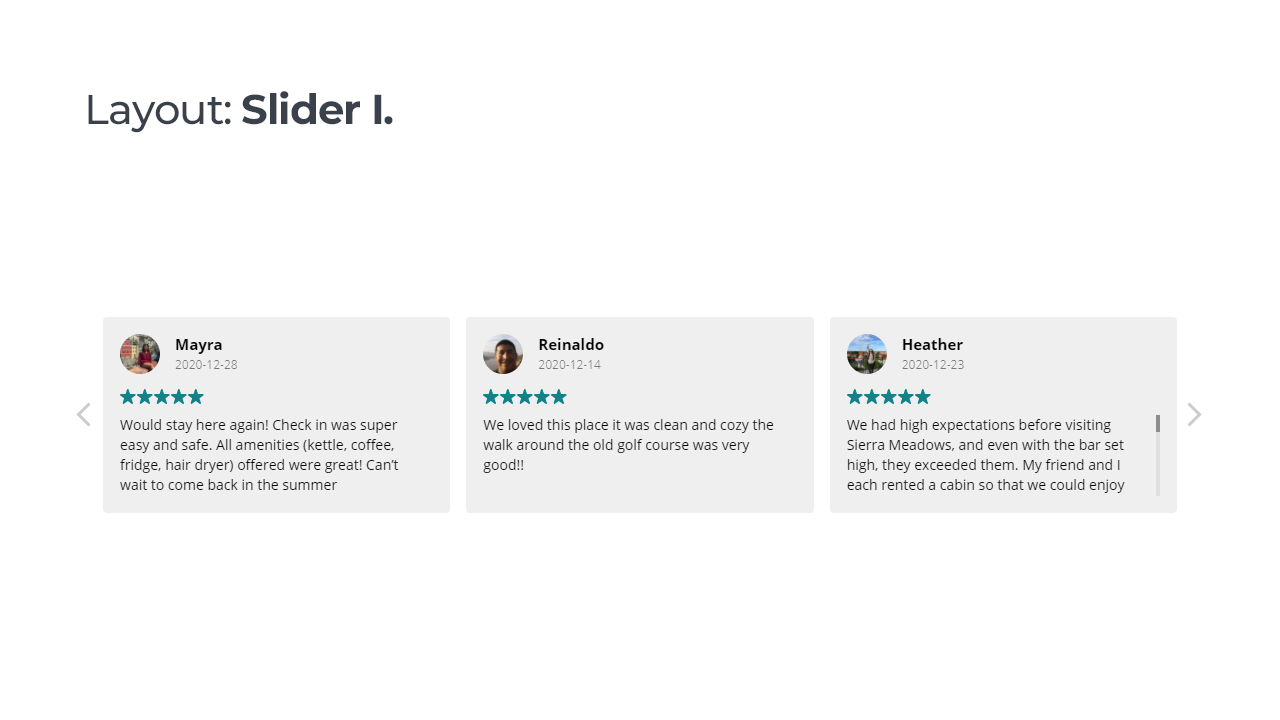 Layout: Slider I.
Mayra
2020-12-28
Would stay here again! Check in was super
easy and safe. All amenities (kettle, coffee,
fridge, hair dryer) offered were great! Can’t
wait to come back in the summer
Reinaldo
2020-12-14
We loved this place it was clean and cozy the
walk around the old golf course was very
good!!
Heather
2020-12-23
We had high expectations before visiting
Sierra Meadows, and even with the bar set
high, they exceeded them. My friend and I
each rented a cabin so that we could enjoy